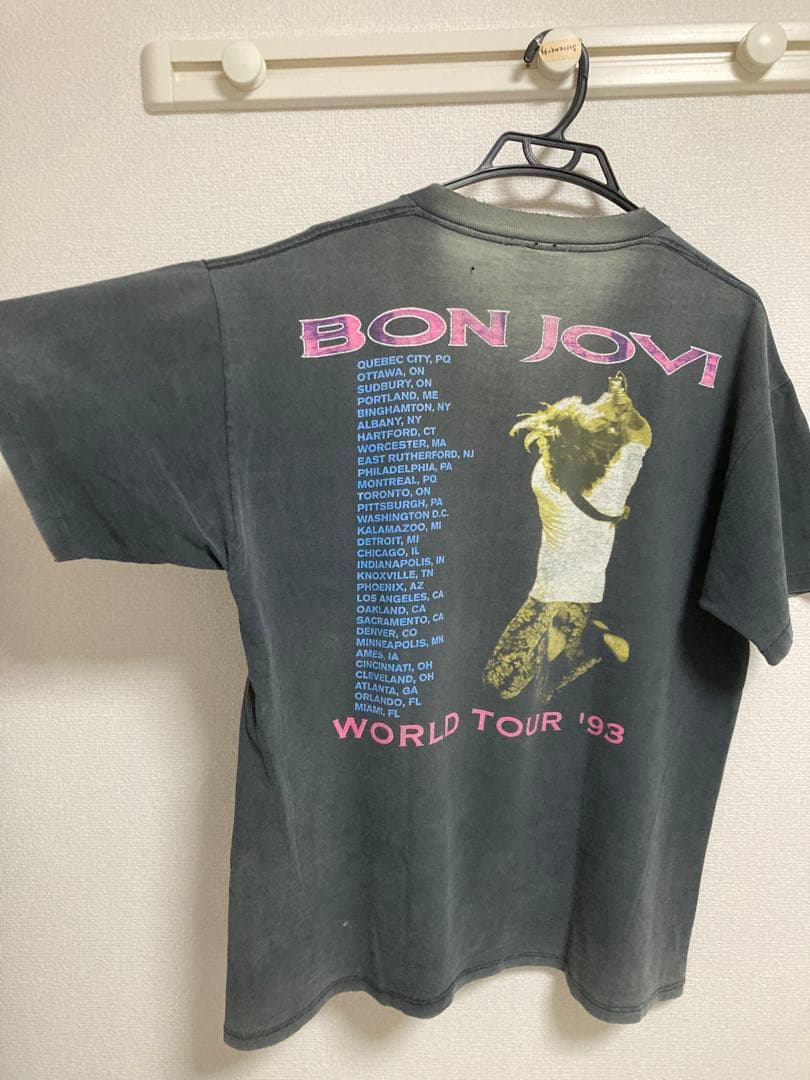 BON JOVI
QUEBEC CITY, PQ
OTTAWA, ON
SUDBURY, ON
PORTLAND, ME
BINGHAMTON, NY
ALBANY, NY
HARTFORD, CT
WORCESTER, MA
EAST RUTHERFORD, NJ
PHILADELPHIA, PA
MONTREAL, PQ
TORONTO, ON
PITTSBURGH, PA
WASHINGTON D.C.
KALAMAZOO, MI
DETROIT, MI
CHICAGO, IL
INDIANAPOLIS, IN
KNOXVILLE, TN
PHOENIX, AZ
LOS ANGELES, CA
OAKLAND, CA
SACRAMENTO, CA
DENVER, CO
MINNEAPOLIS, MN
AMES, IA
CINCINNATI, OH
CLEVELAND, OH
ATLANTA, GA
ORLANDO, FL
MIAMI, FL
WORLD TOUR '93